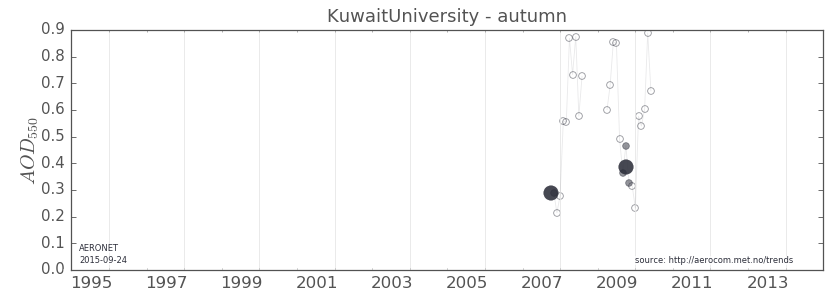 KuwaitUniversity - autumn
0.9
0.8
0.7
0.6
0.5
0.4
0.3
0.2
0.1
0.0
AOD550
AERONET
2015-09-24
source: http://aerocom.met.no/trends
1995 1997 1999 2001 2003 2005 2007 2009 2011 2013